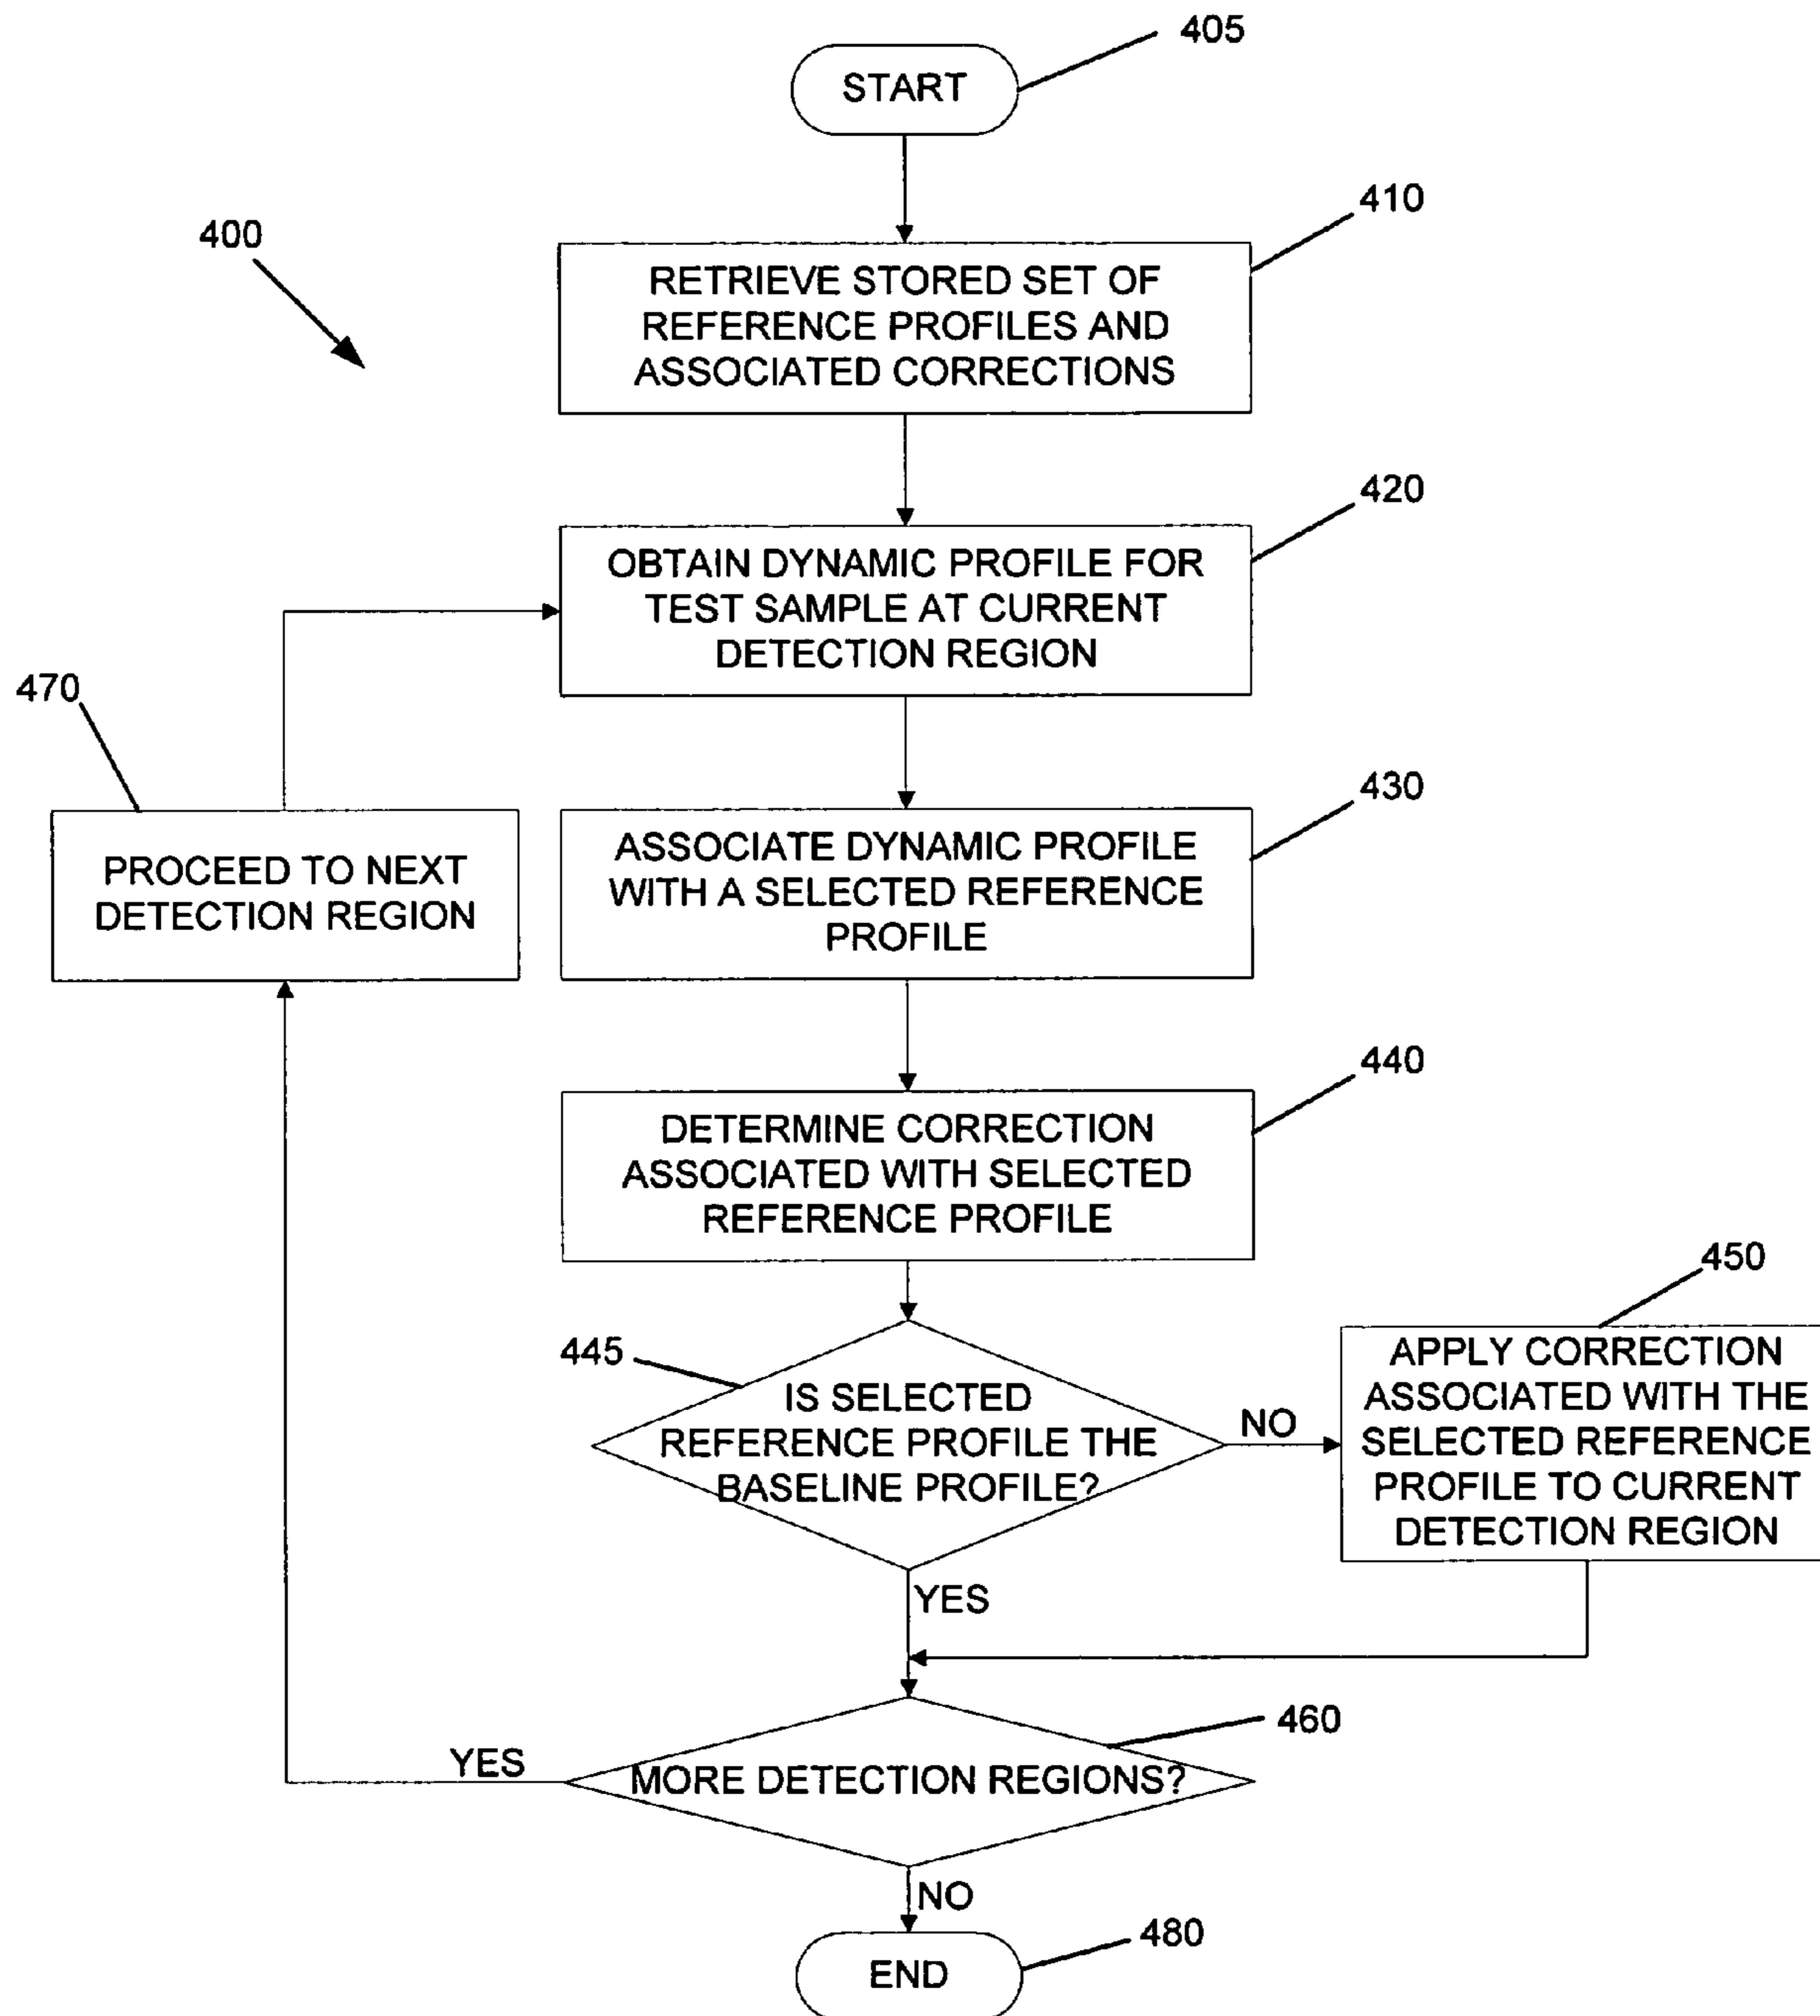 405
START
410
400
RETRIEVE STORED SET OF
REFERENCE PROFILES AND
ASSOCIATED CORRECTIONS
420
OBTAIN DYNAMIC PROFILE FOR
TEST SAMPLE AT CURRENT
DETECTION REGION
470
430
PROCEED TO NEXT
DETECTION REGION
ASSOCIATE DYNAMIC PROFILE
WITH A SELECTED REFERENCE
PROFILE
440
DETERMINE CORRECTION
ASSOCIATED WITH SELECTED
REFERENCE PROFILE
450
445
IS SELECTED
REFERENCE PROFILE THE
BASELINE PROFILE?
NO
APPLY CORRECTION
ASSOCIATED WITH THE
SELECTED REFERENCE
PROFILE TO CURRENT
DETECTION REGION
YES
460
YES
MORE DETECTION REGIONS?
NO
480
END